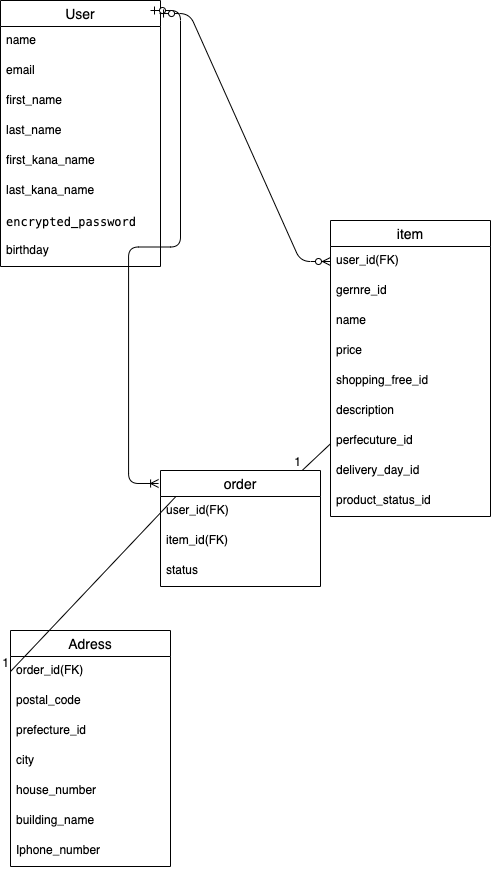 User
name
email
first_name
last_name
first_kana_name
last_kana_name
encrypted_password
birthday
item
user_id(FK)
gernre_id
name
price
shopping_free_id
description
perfecuture_id
delivery_day_id
product_status_id
1
order
user_id(FK)
item_id(FK)
status
Adress
1
order_id(FK)
postal_code
prefecture_id
city
house_number
building_name
Iphone_number